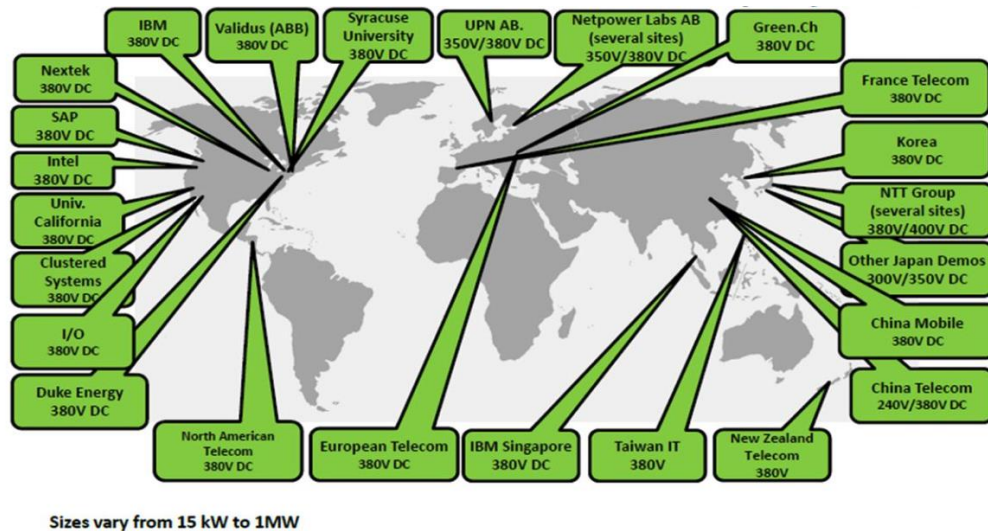 IBM
380V DC
Validus (ABB)
380V DC
Syracuse
University
380V DC
UPN AB.
350V/380V DC
Netpower Labs AB
(several sites)
350V/380V DC
Green.Ch
380V DC
Nextek
380V DC
France Telecom
380V DC
SAP
380V DC
Korea
380V DC
Intel
380V DC
Univ.
California
380V DC
NTT Group
(several sites)
380V/400V DC
Clustered
Systems
380V DC
Other Japan Demos
300V/350V DC
I/O
380V DC
China Mobile
380V DC
Duke Energy
380V DC
China Telecom
240V/380V DC
North American
Telecom
380V DC
European Telecom
380V DC
IBM Singapore
380V DC
Taiwan IT
380V
New Zealand
Telecom
380V
Sizes vary from 15 kW to 1MW